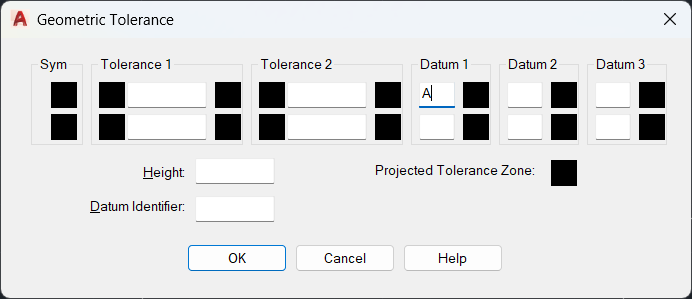 Geometric Tolerance
Sym Tolerance 1 Tolerance 2 Datum 1 Datum 2 Datum 3
A
Height: Projected Tolerance Zone:
Datum Identifier:
OK Cancel Help